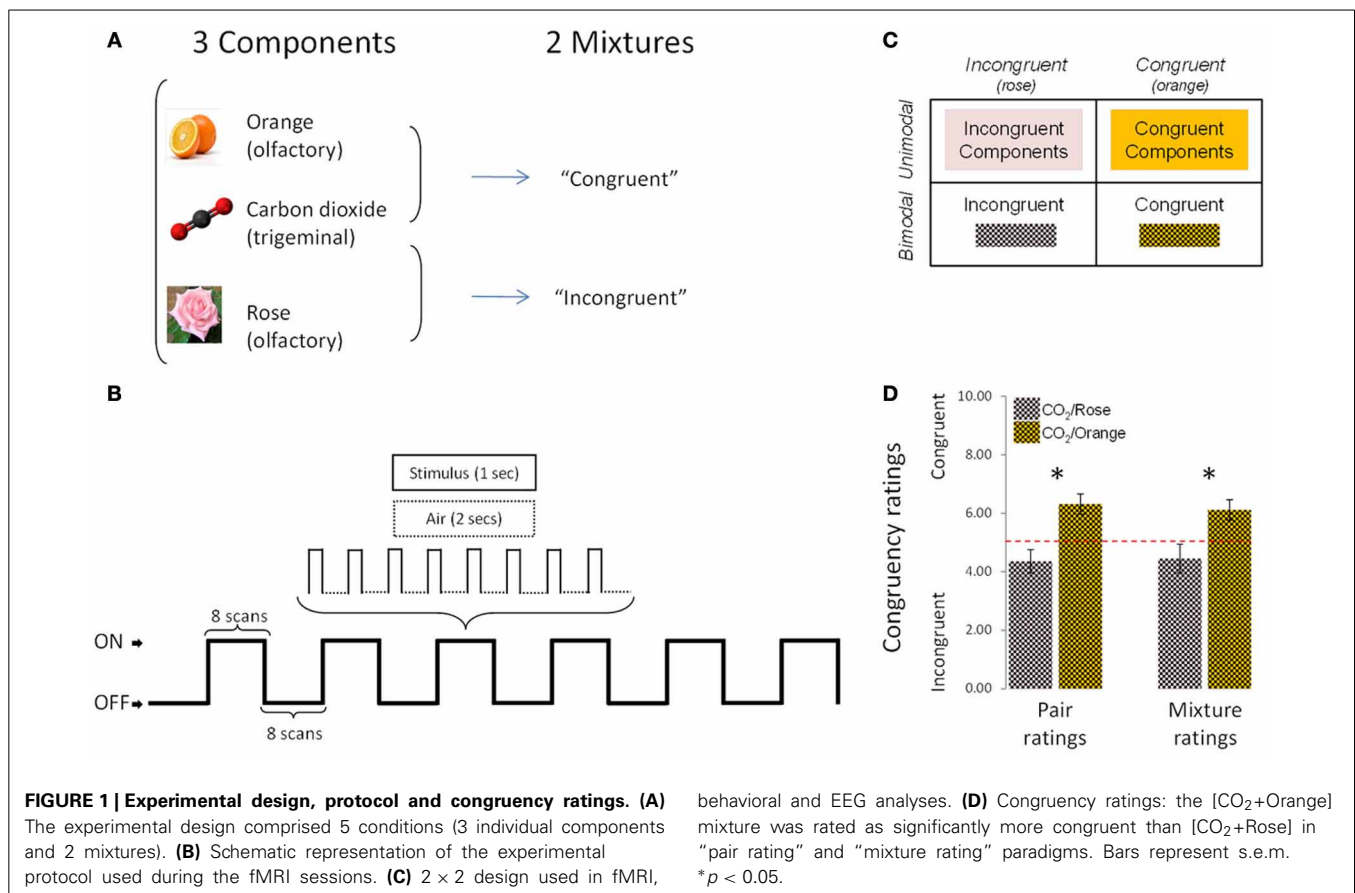 A
3 Components
2 Mixtures
Orange
(olfactory)
Carbon dioxide
(trigeminal)
Rose
(olfactory)
“Congruent”
“Incongruent”
B
Stimulus (1 sec)
Air (2 secs)
8 scans
ON
OFF
8 scans
C
Incongruent
(rose)
Congruent
(orange)
Unimodal
Bimodal
Incongruent
Components
Congruent
Components
Incongruent
Congruent
D
Congruency ratings
Congruent
Incongruent
10.00
8.00
6.00
4.00
2.00
0.00
CO₂/Rose
CO₂/Orange
*
*
Pair
ratings
Mixture
ratings
FIGURE 1 | Experimental design, protocol and congruency ratings. (A)
The experimental design comprised 5 conditions (3 individual components
and 2 mixtures). (B) Schematic representation of the experimental
protocol used during the fMRI sessions. (C) 2 × 2 design used in fMRI,
behavioral and EEG analyses. (D) Congruency ratings: the [CO₂+Orange]
mixture was rated as significantly more congruent than [CO₂+Rose] in
“pair rating” and “mixture rating” paradigms. Bars represent s.e.m.
*p < 0.05.